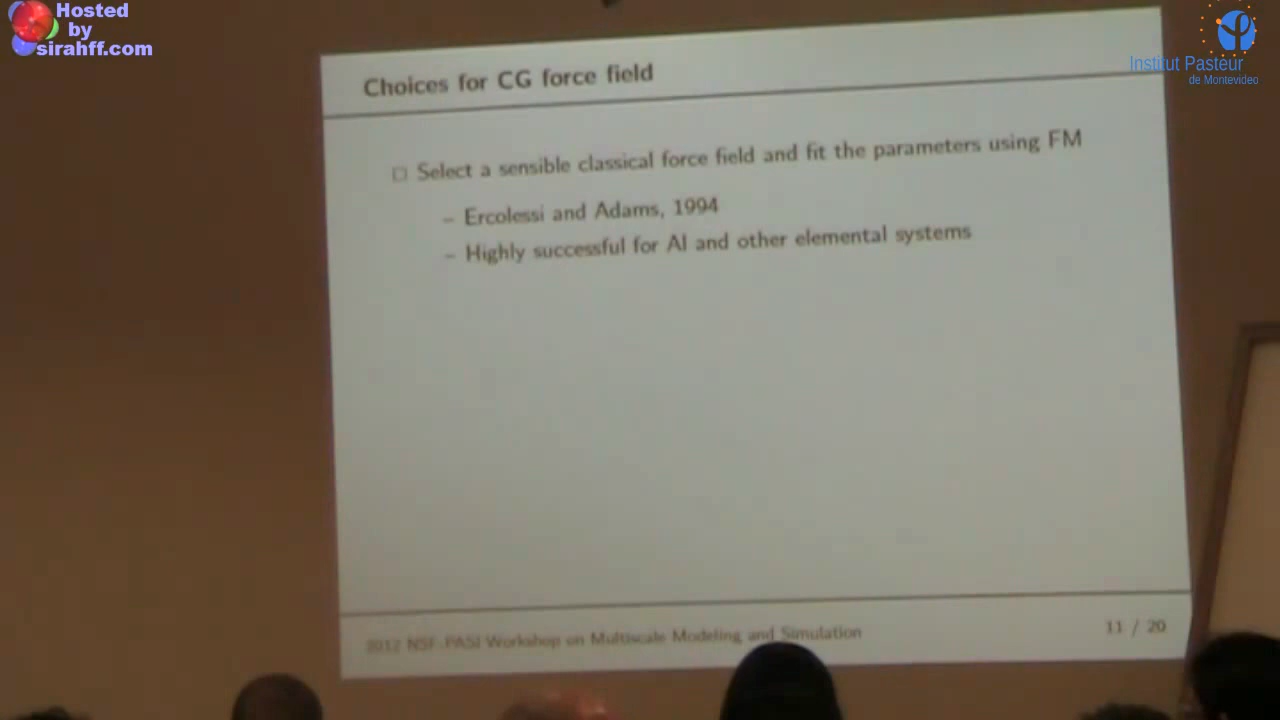 Hosted
by
sirahff.com
Institut Pasteur
de Montevideo
Choices for CG force field
Select a sensible classical force field and fit the parameters using FM
– Ercolessi and Adams, 1994
– Highly successful for Al and other elemental systems
2012 NSF-PASI Workshop on Multiscale Modeling and Simulation
11 / 20